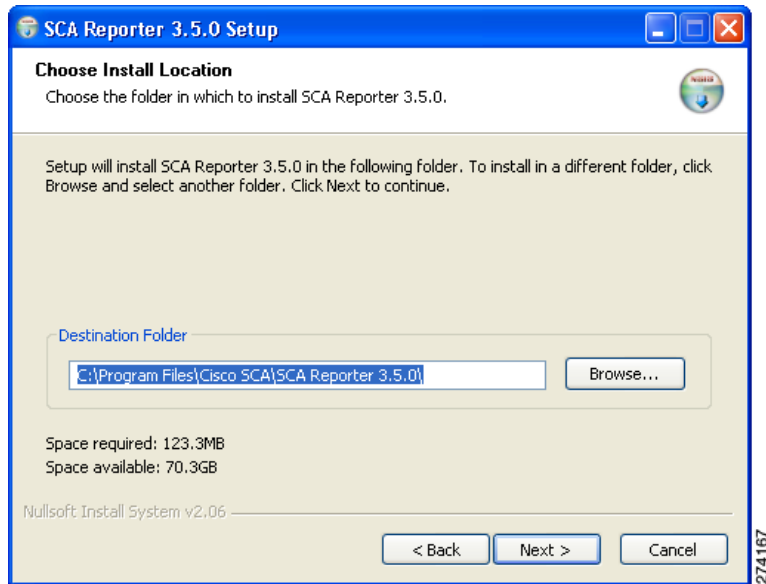 SCA Reporter 3.5.0 Setup
Choose Install Location
Choose the folder in which to install SCA Reporter 3.5.0.
Setup will install SCA Reporter 3.5.0 in the following folder. To install in a different folder, click
Browse and select another folder. Click Next to continue.
Destination Folder
C:\Program Files\Cisco SCA\SCA Reporter 3.5.0\
Browse...
Space required: 123.3MB
Space available: 70.3GB
Nullsoft Install System v2.06
< Back
Next >
Cancel
274167